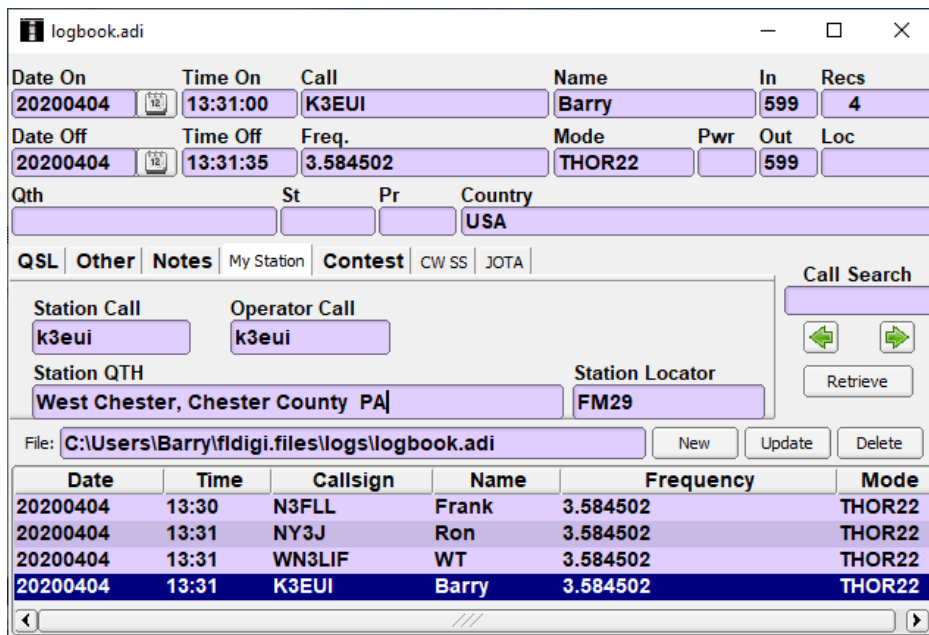 logbook.adi
Date On Time On Call Name In Recs
20200404 12 13:31:00 K3EUI Barry 599 4
Date Off Time Off Freq. Mode Pwr Out Loc
20200404 12 13:31:35 3.584502 THOR22 599
Qth St Pr Country
USA
QSL Other Notes My Station Contest CW SS JOTA
Call Search
Station Call Operator Call
k3eui k3eui
Station QTH Station Locator
Retrieve
West Chester, Chester County  PA FM29
File: C:\Users\Barry\fldigi.files\logs\logbook.adi New Update Delete
Date Time Callsign Name Frequency Mode
20200404 13:30 N3FLL Frank 3.584502 THOR22
20200404 13:31 NY3J Ron 3.584502 THOR22
20200404 13:31 WN3LIF WT 3.584502 THOR22
20200404 13:31 K3EUI Barry 3.584502 THOR22